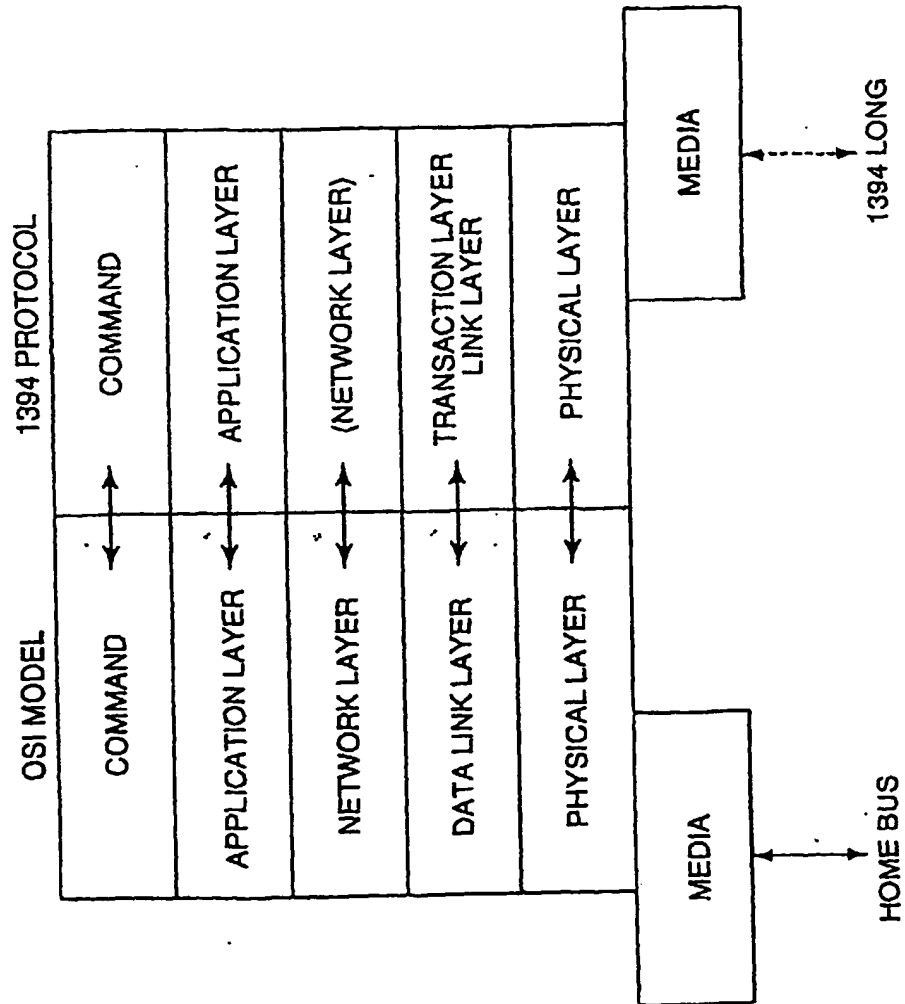 OSI MODEL
1394 PROTOCOL
COMMAND
COMMAND
APPLICATION LAYER
APPLICATION LAYER
NETWORK LAYER
(NETWORK LAYER)
DATA LINK LAYER
TRANSACTION LAYER
LINK LAYER
PHYSICAL LAYER
PHYSICAL LAYER
MEDIA
MEDIA
HOME BUS
1394 LONG